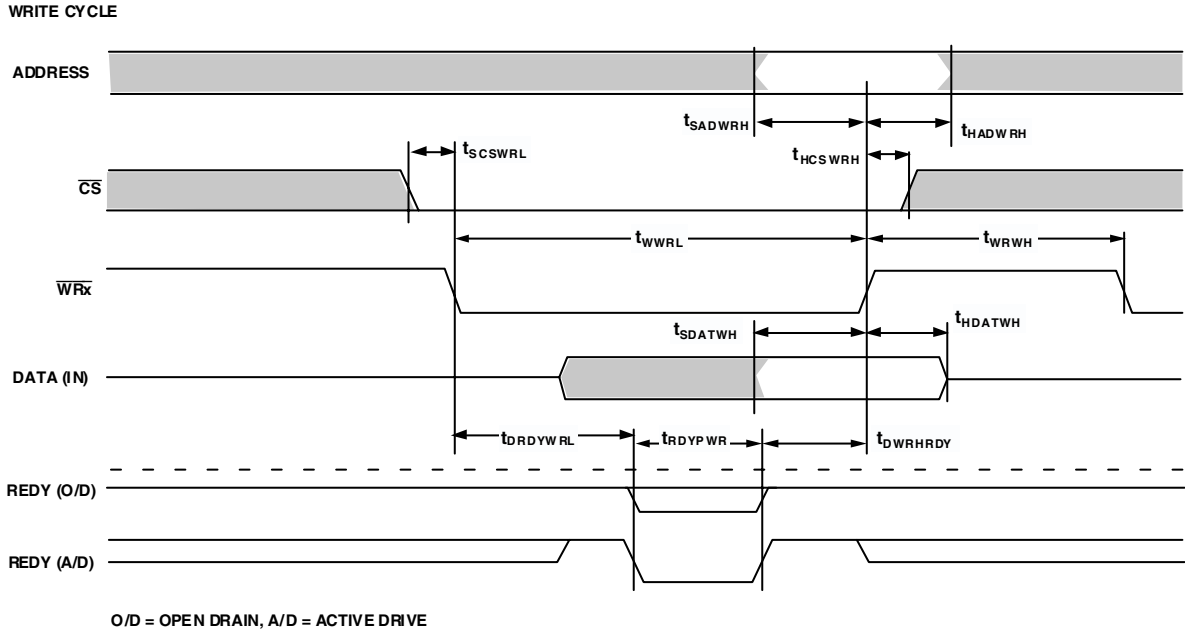 WRITE CYCLE
ADDRESS
tSADWRH
tHADWRH
tSCSWRL
tHCSWRH
CS
tWWRL
tWRWH
WRx
tSDATWH
tHDATWH
DATA (IN)
tDRDYWRL
tRDYPWR
tDWRHRDY
REDY (O/D)
REDY (A/D)
O/D = OPEN DRAIN, A/D = ACTIVE DRIVE